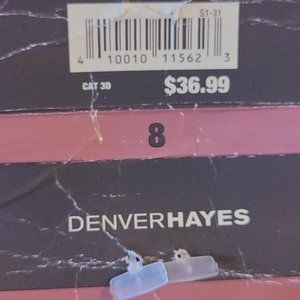 S1-31
4 10010 11562 3
CAT 3D $36.99
8
DENVERHAYES